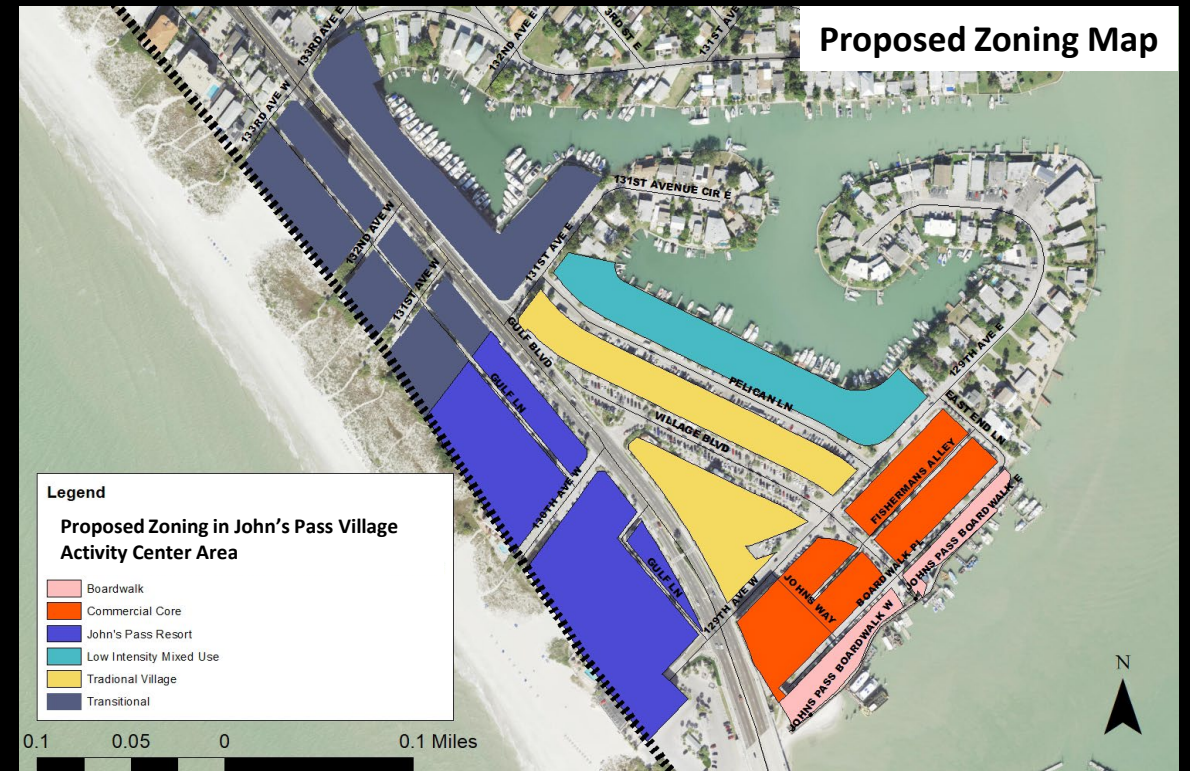 Proposed Zoning Map
133RD AVE E
132ND AVE E
3RD ST E
131ST AVE
133RD AVE W
132ND AVE W
131ST AVE W
131ST AVE E
131ST AVENUE CIR E
GULF BLVD
GULF LN
PELICAN LN
VILLAGE BLVD
129TH AVE E
EAST END LN
FISHERMANS ALLEY
130TH AVE W
GULF LN
129TH AVE W
JOHNS WAY
BOARDWALK PL
JOHNS PASS BOARDWALK E
JOHNS PASS BOARDWALK W
Legend
Proposed Zoning in John's Pass Village
Activity Center Area
Boardwalk
Commercial Core
John's Pass Resort
Low Intensity Mixed Use
Tradional Village
Transitional
N
0.1 0.05 0 0.1 Miles